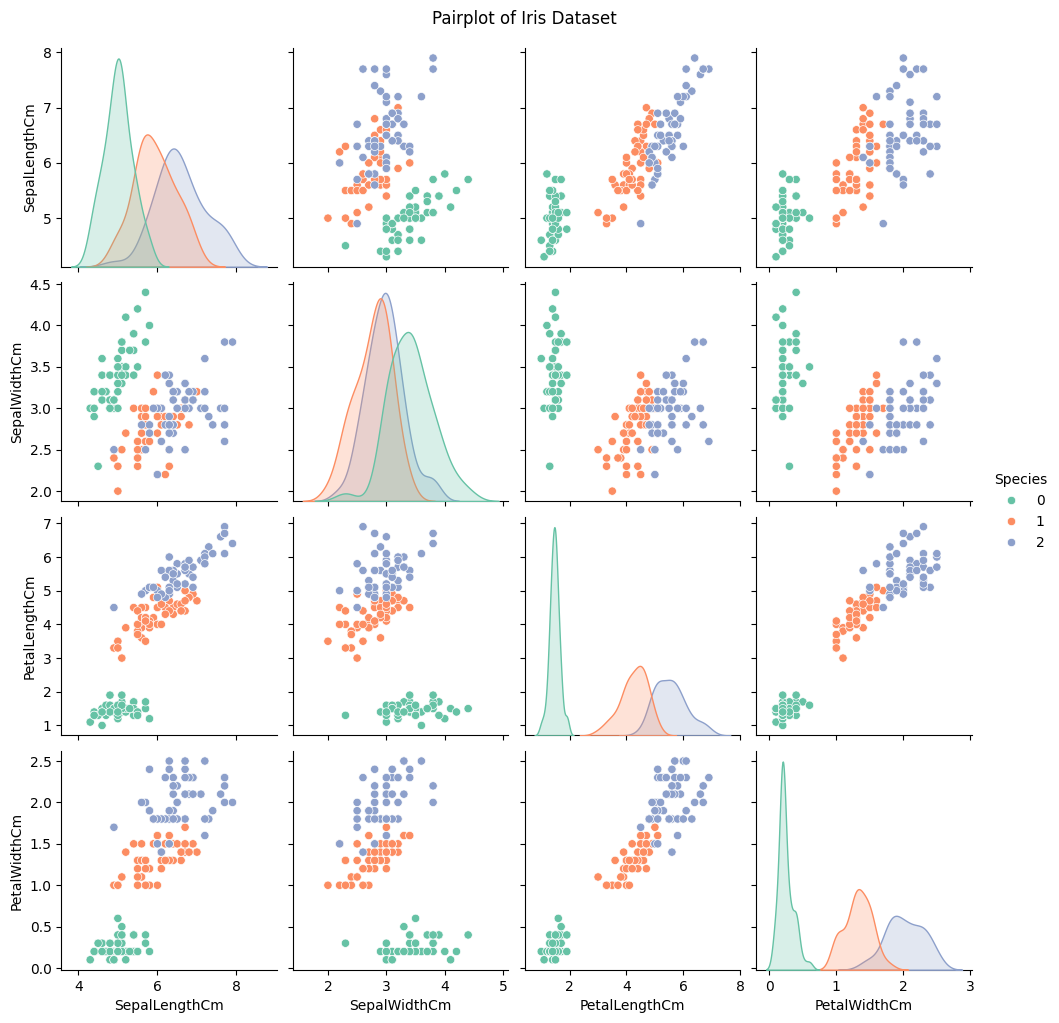 Pairplot of Iris Dataset
SepalLengthCm
8
7
6
5
SepalWidthCm
4.5
4.0
3.5
3.0
2.5
2.0
PetalLengthCm
7
6
5
4
3
2
1
PetalWidthCm
2.5
2.0
1.5
1.0
0.5
0.0
4 6 8
SepalLengthCm
2 3 4 5
SepalWidthCm
2 4 6 8
PetalLengthCm
0 1 2 3
PetalWidthCm
Species
0
1
2